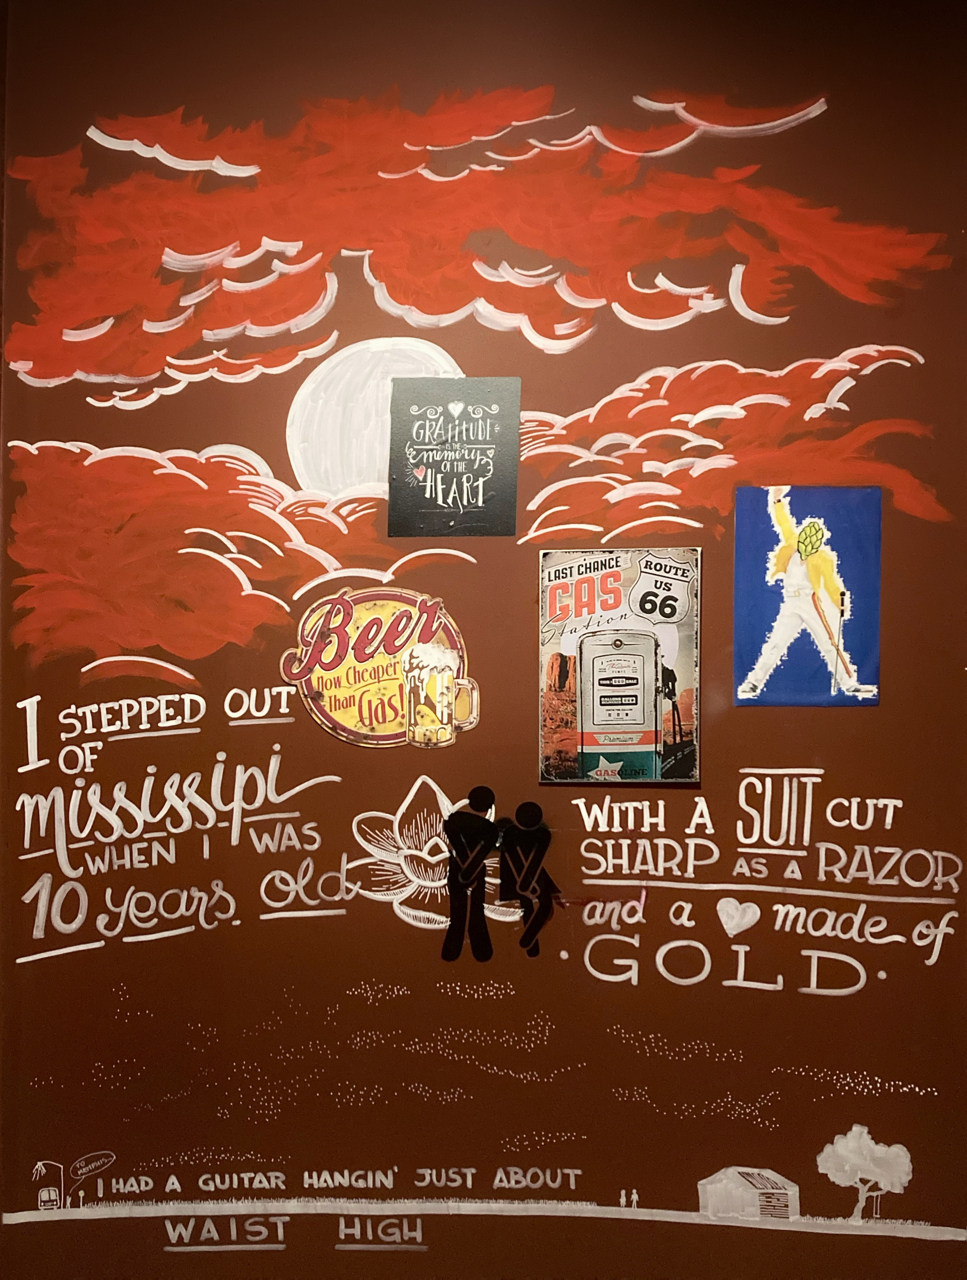 GRATITUDE
IS THE
memory
OF THE
HEART
LAST CHANCE
GAS
Station
ROUTE
US
66
Premium
GASOLINE
Beer
now Cheaper
Than
Gas!
I STEPPED OUT
OF
mississipi
WHEN I WAS
10 years old
WITH A SUIT CUT
SHARP AS A RAZOR
and a made of
GOLD
TO
MEMPHIS
I HAD A GUITAR HANGIN' JUST ABOUT
WAIST HIGH